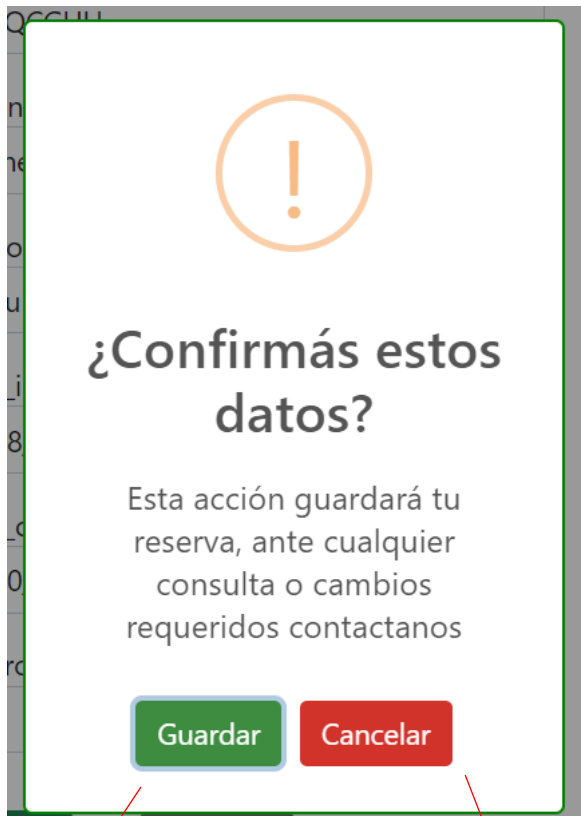 ¿Confirmás estos
datos?
Esta acción guardará tu
reserva, ante cualquier
consulta o cambios
requeridos contactanos
Guardar
Cancelar